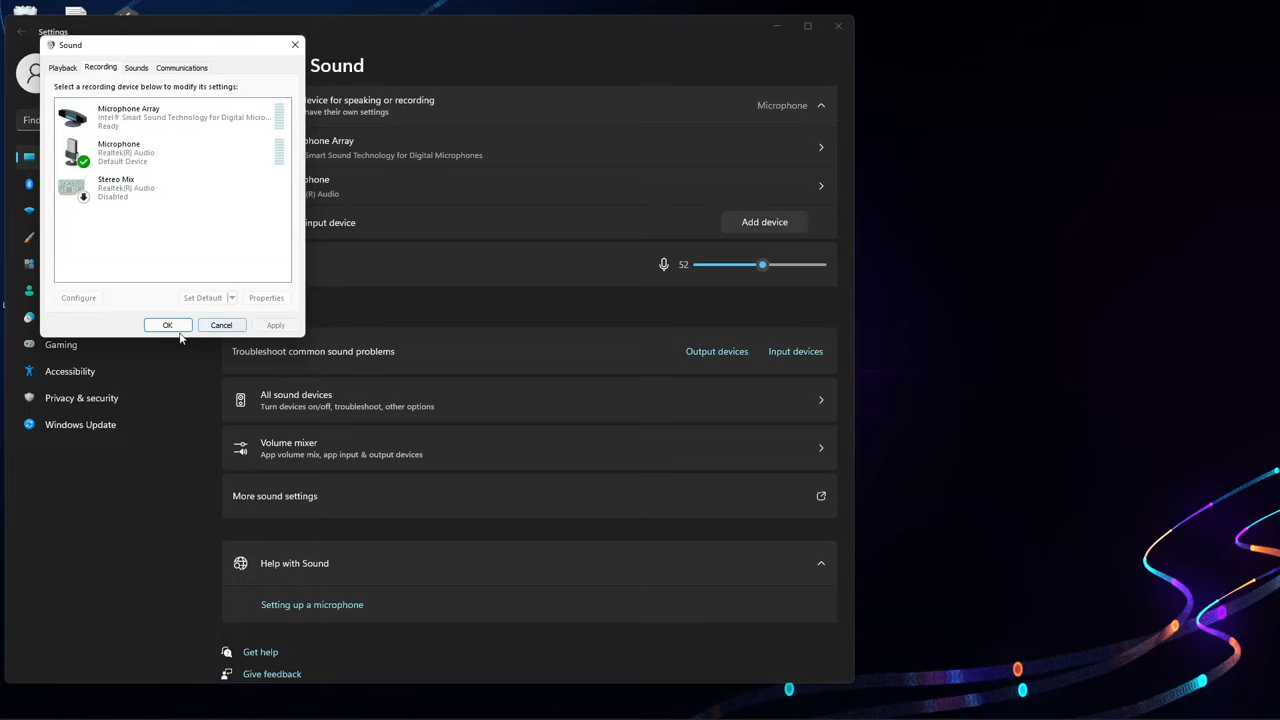 Settings
Sound
Playback
Recording
Sounds
Communications
Select a recording device below to modify its settings:
Microphone Array
Intel® Smart Sound Technology for Digital Micro...
Ready
Microphone
Realtek(R) Audio
Default Device
Stereo Mix
Realtek(R) Audio
Disabled
Configure
Set Default
Properties
OK
Cancel
Apply
Find
Gaming
Accessibility
Privacy & security
Windows Update
Sound
device for speaking or recording
have their own settings
Microphone
phone Array
Smart Sound Technology for Digital Microphones
phone
(R) Audio
input device
Add device
52
Troubleshoot common sound problems
Output devices
Input devices
All sound devices
Turn devices on/off, troubleshoot, other options
Volume mixer
App volume mix, app input & output devices
More sound settings
Help with Sound
Setting up a microphone
Get help
Give feedback